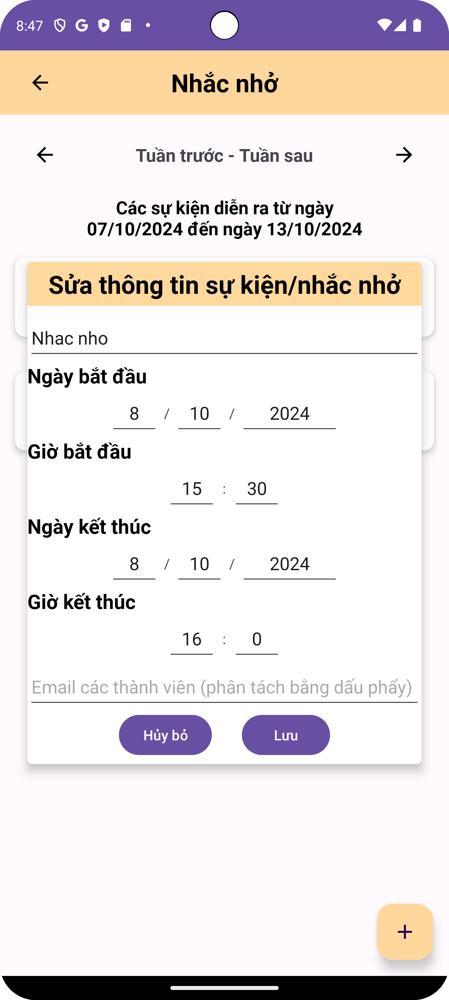 8:47
Nhắc nhở
Tuần trước - Tuần sau
Các sự kiện diễn ra từ ngày
07/10/2024 đến ngày 13/10/2024
Sửa thông tin sự kiện/nhắc nhở
Nhac nho
Ngày bắt đầu
8 / 10 / 2024
Giờ bắt đầu
15 : 30
Ngày kết thúc
8 / 10 / 2024
Giờ kết thúc
16 : 0
Email các thành viên (phân tách bằng dấu phẩy)
Hủy bỏ Lưu